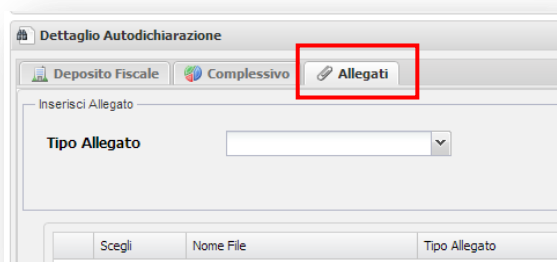 Dettaglio Autodichiarazione
Deposito Fiscale Complessivo Allegati
Inserisci Allegato
Tipo Allegato
Scegli Nome File Tipo Allegato